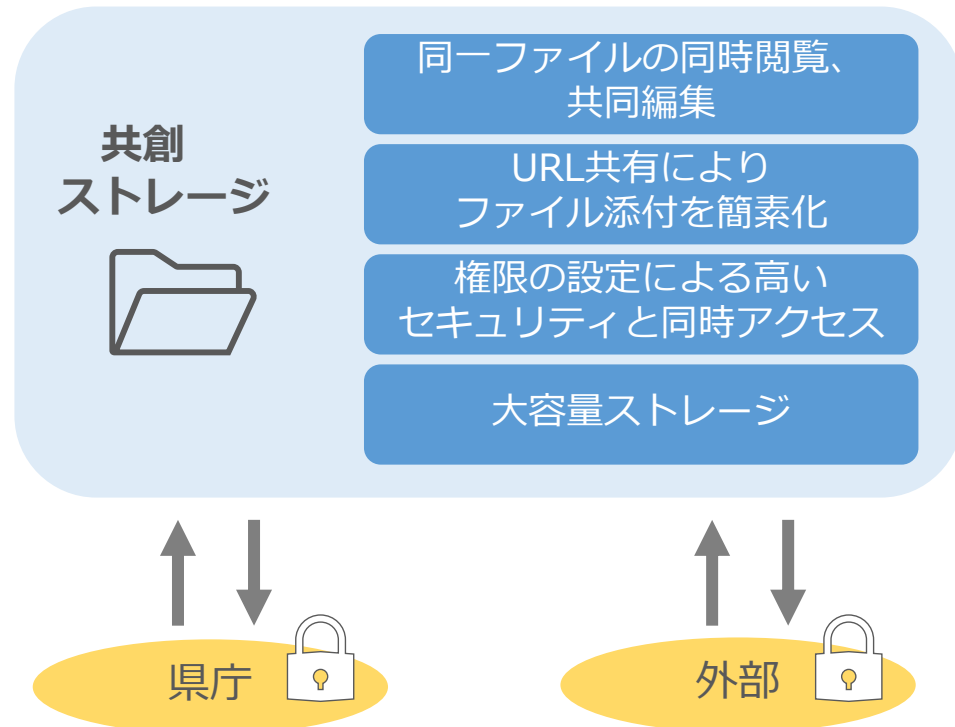 共創
ストレージ
同一ファイルの同時閲覧、
共同編集
URL共有により
ファイル添付を簡素化
権限の設定による高い
セキュリティと同時アクセス
大容量ストレージ
県庁
外部